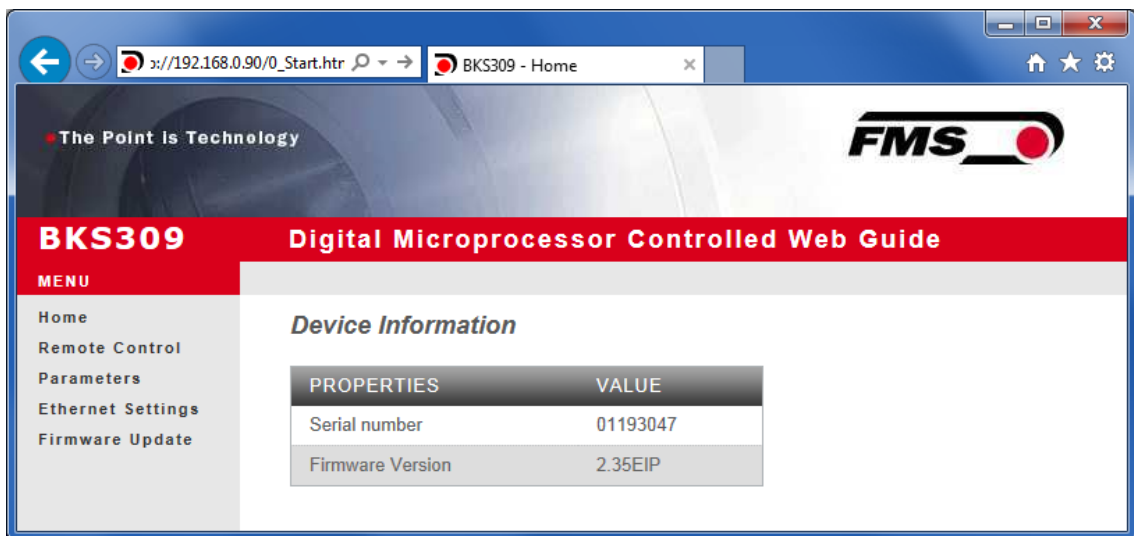 ɔ://192.168.0.90/0_Start.htr
BKS309 - Home
The Point is Technology
FMS
BKS309
Digital Microprocessor Controlled Web Guide
MENU
Home
Remote Control
Parameters
Ethernet Settings
Firmware Update
Device Information
PROPERTIES VALUE
Serial number 01193047
Firmware Version 2.35EIP